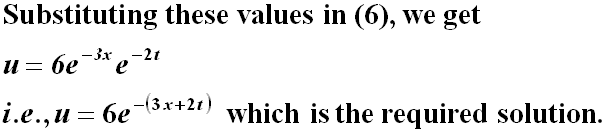 Substituting these values in (6), we get
u = 6e^{-3x} e^{-2t}
i.e., u = 6e^{-(3x+2t)} which is the required solution.